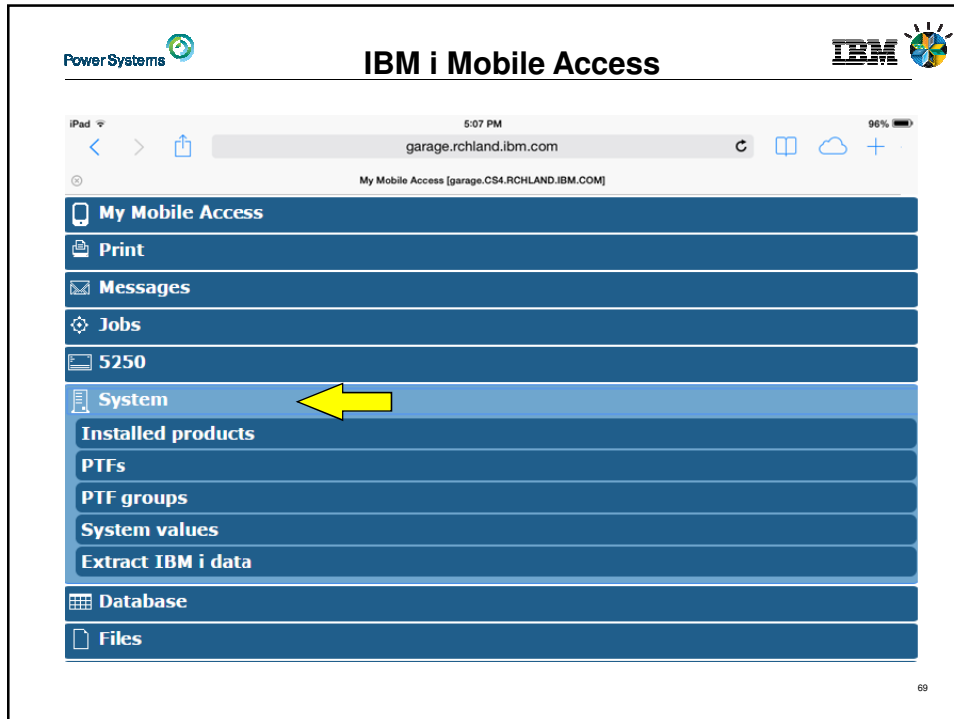 Power Systems
IBM i Mobile Access
IBM
iPad 5:07 PM 96%
garage.rchland.ibm.com
My Mobile Access [garage.CS4.RCHLAND.IBM.COM]
My Mobile Access
Print
Messages
Jobs
5250
System
Installed products
PTFs
PTF groups
System values
Extract IBM i data
Database
Files
69